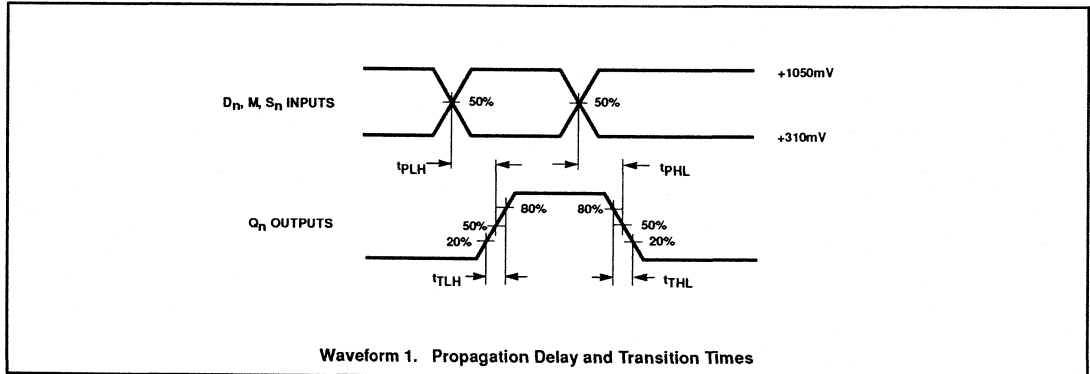 +1050mV
Dn, M, Sn INPUTS
50%
50%
+310mV
tPLH
tPHL
80%
80%
Qn OUTPUTS
50%
50%
20%
20%
tTLH
tTHL
Waveform 1. Propagation Delay and Transition Times